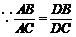 ∵ AB/AC = DB/DC